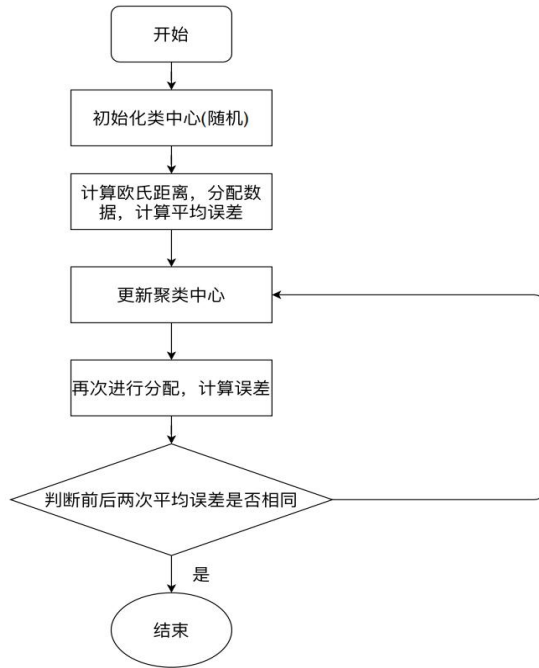 开始
初始化类中心(随机)
计算欧氏距离，分配数
据，计算平均误差
更新聚类中心
再次进行分配，计算误差
判断前后两次平均误差是否相同
是
结束